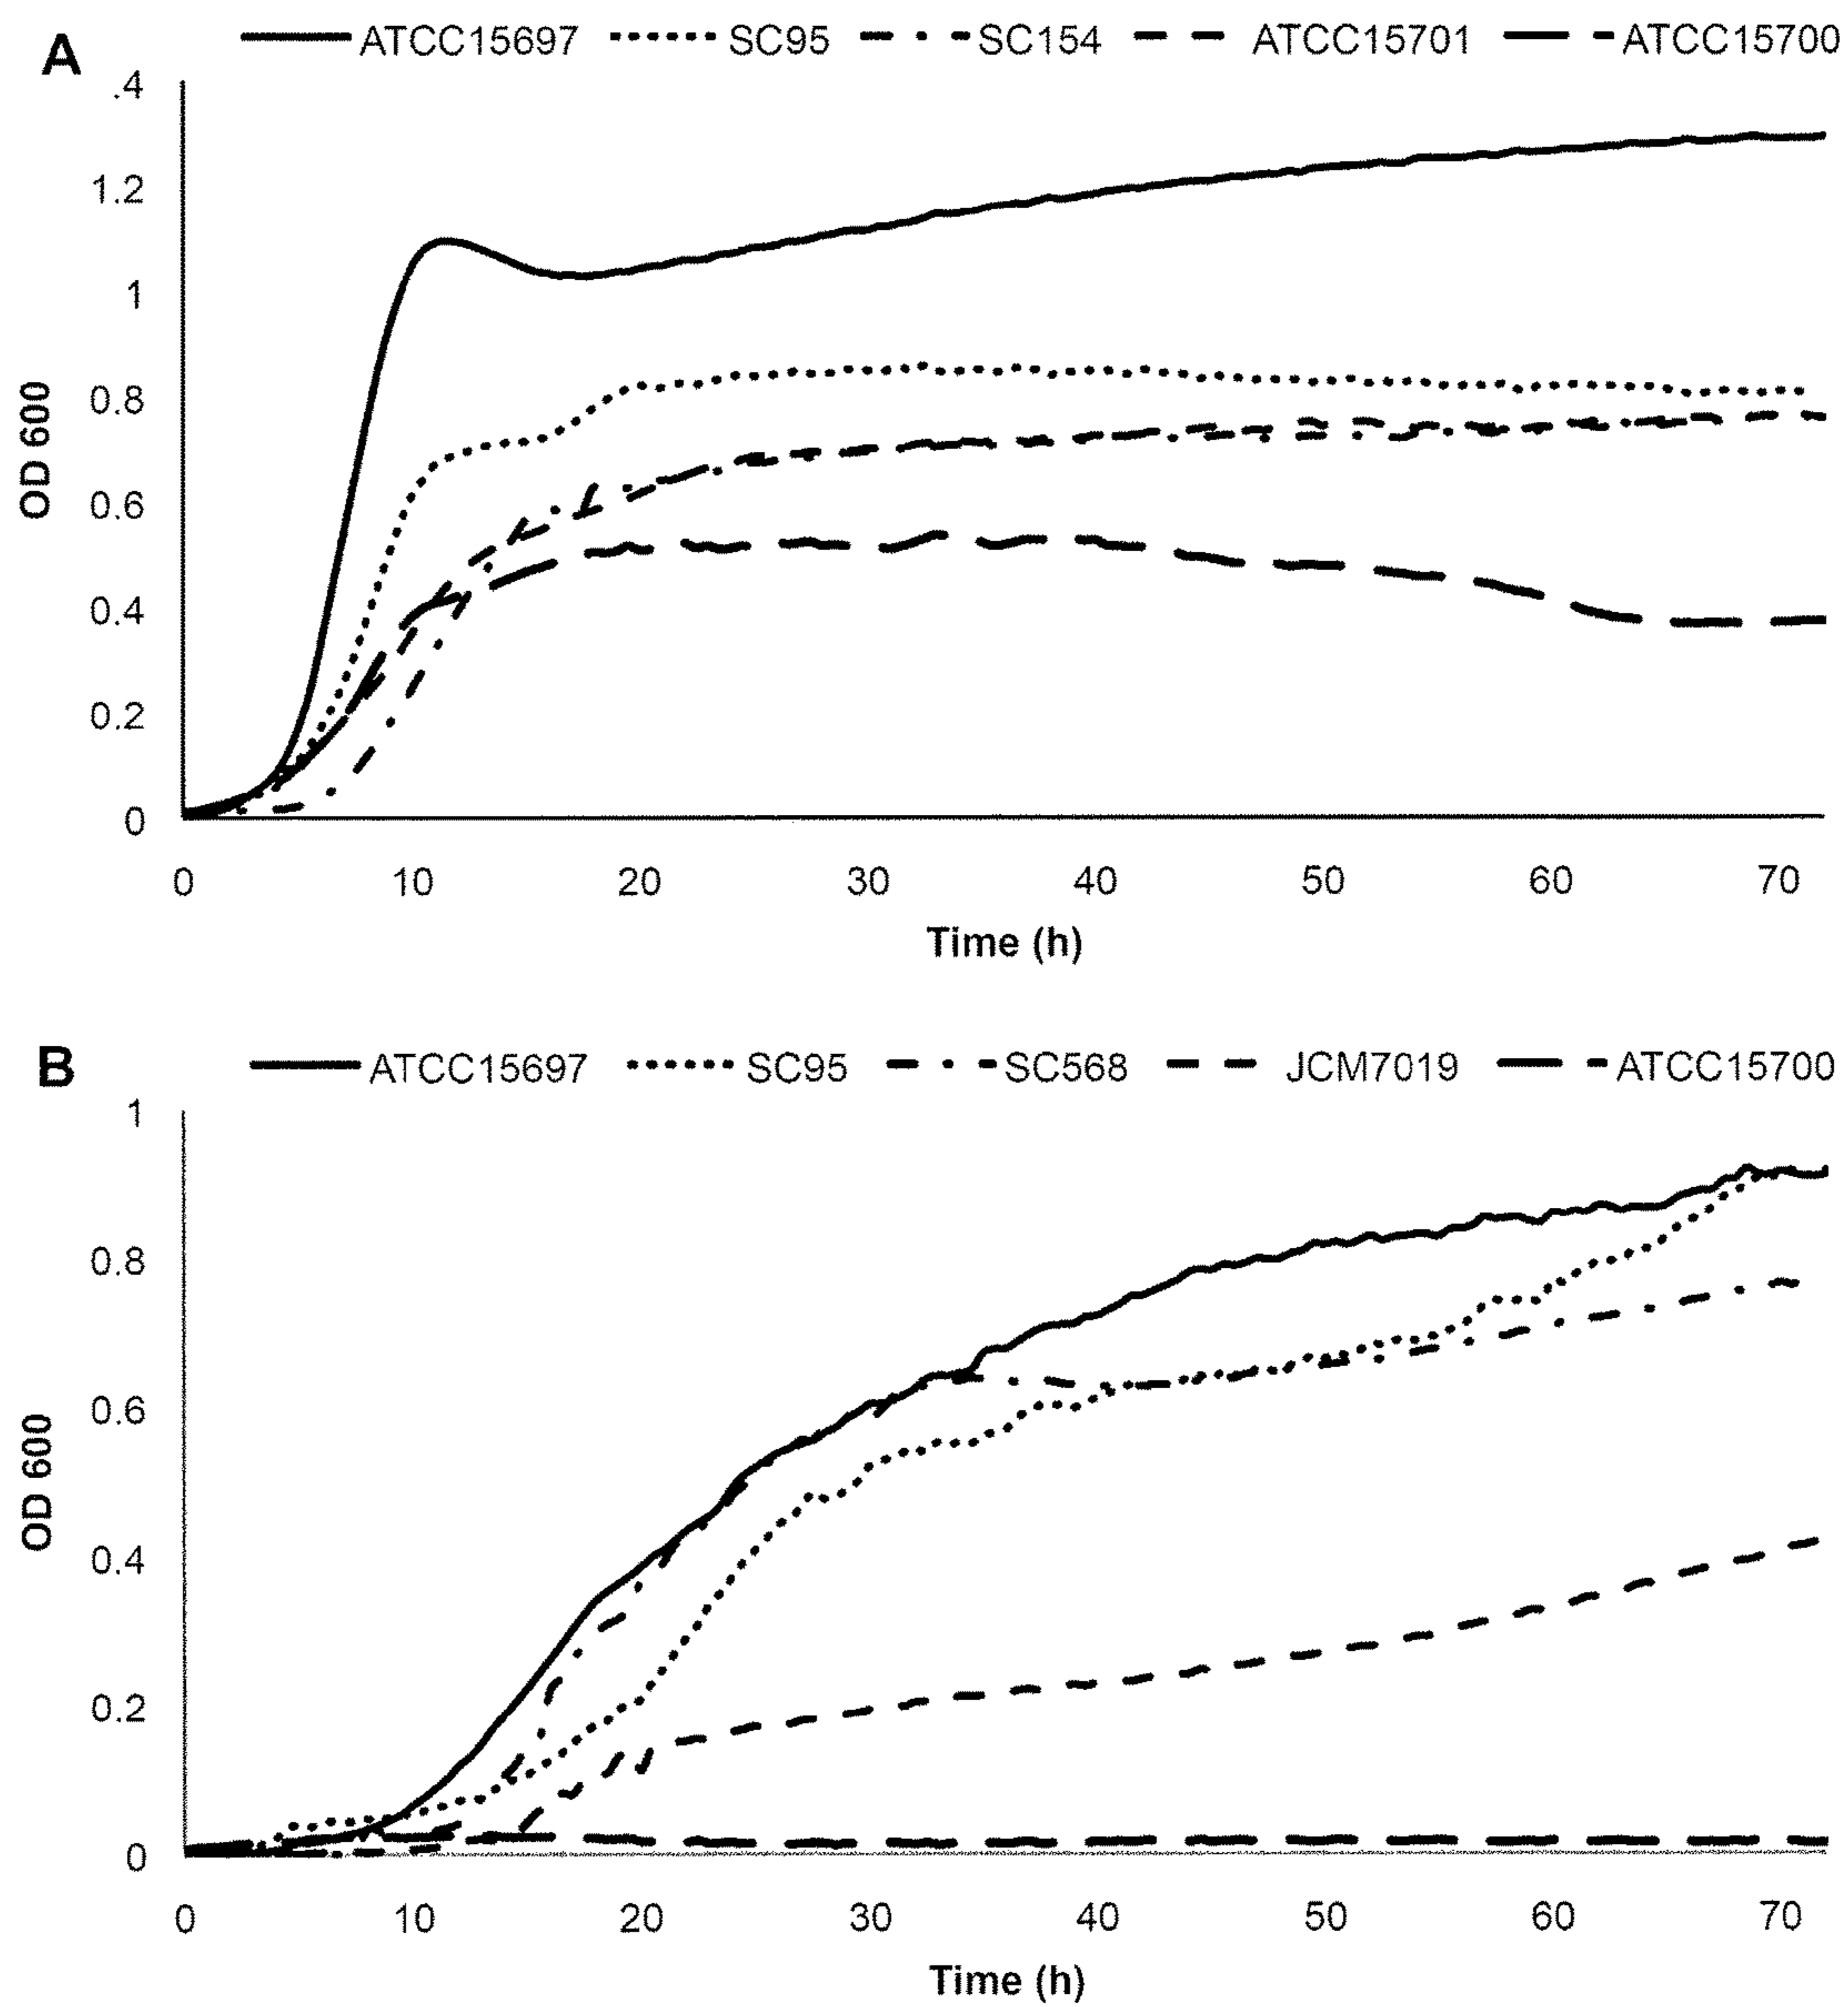 A
ATCC15697 SC95 SC154 ATCC15701 ATCC15700
.4
1.2
1
0.8
0.6
0.4
0.2
0
OD 600
0 10 20 30 40 50 60 70
Time (h)
B
ATCC15697 SC95 SC568 JCM7019 ATCC15700
1
0.8
0.6
0.4
0.2
0
OD 600
0 10 20 30 40 50 60 70
Time (h)